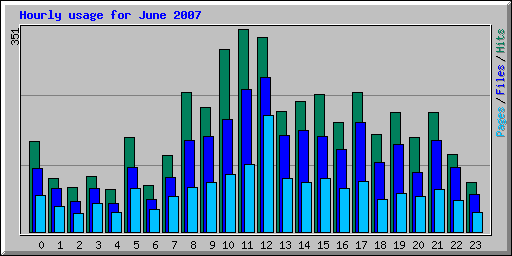 Hourly usage for June 2007
351
Pages / Files / Hits
0 1 2 3 4 5 6 7 8 9 10 11 12 13 14 15 16 17 18 19 20 21 22 23